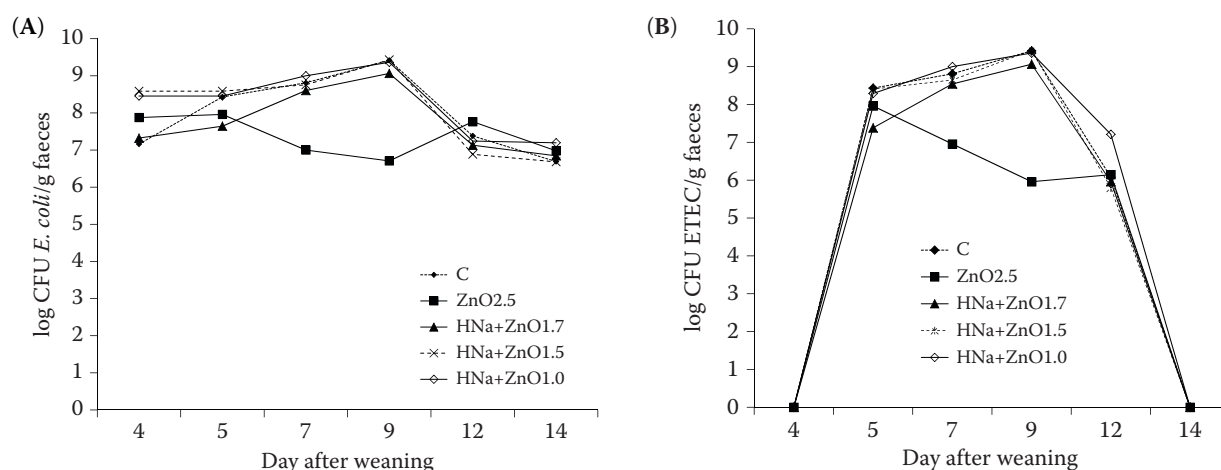 (A)
10
9
8
7
6
5
4
3
2
1
0
log CFU E. coli/g faeces
C
ZnO2.5
HNa+ZnO1.7
HNa+ZnO1.5
HNa+ZnO1.0
4 5 7 9 12 14
Day after weaning
(B)
10
9
8
7
6
5
4
3
2
1
0
log CFU ETEC/g faeces
C
ZnO2.5
HNa+ZnO1.7
HNa+ZnO1.5
HNa+ZnO1.0
4 5 7 9 12 14
Day after weaning